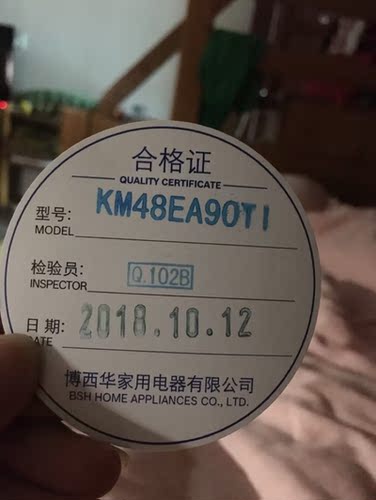 合格证
QUALITY CERTIFICATE
型号: KM48EA90TI
MODEL
检验员: Q.102B
INSPECTOR
日期: 2018.10.12
DATE
博西华家用电器有限公司
BSH HOME APPLIANCES CO., LTD.